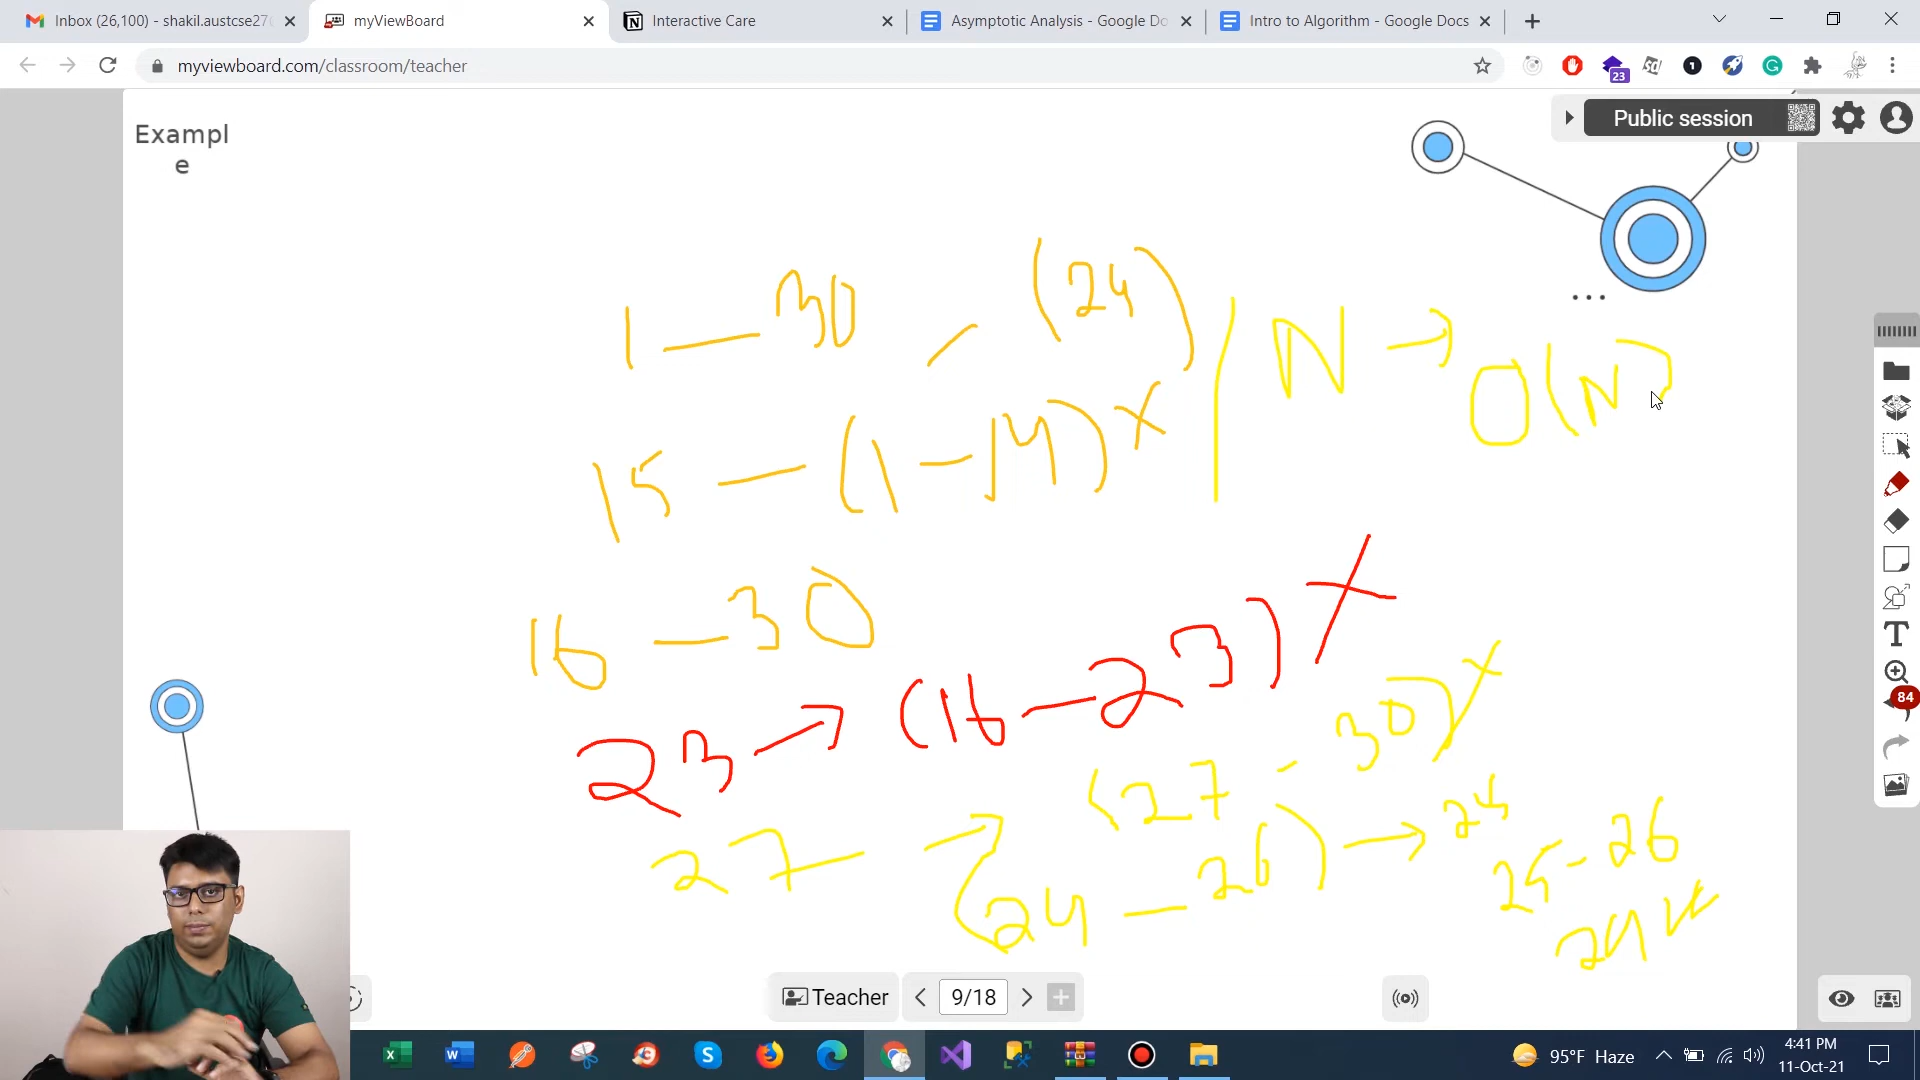 Inbox (26,100) - shakil.austcse27
myViewBoard
Interactive Care
Asymptotic Analysis - Google Do
Intro to Algorithm - Google Docs
myviewboard.com/classroom/teacher
23
1
Public session
Exampl
e
...
1 — 30 - (24)
N → O(N)
15 — (1 - 14) X
16 — 30
23 → (16 - 23) X
(27 - 30) X
27 → (24 - 26) → 24
25 - 26
24
T
84
Teacher
9/18
95°F Haze
4:41 PM
11-Oct-21